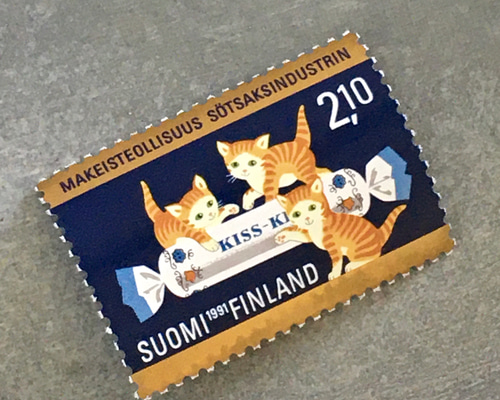 MAKEISTEOLLISUUS SÖTSAKSINDUSTRIN
2,10
KISS-KI
SUOMI 1991 FINLAND